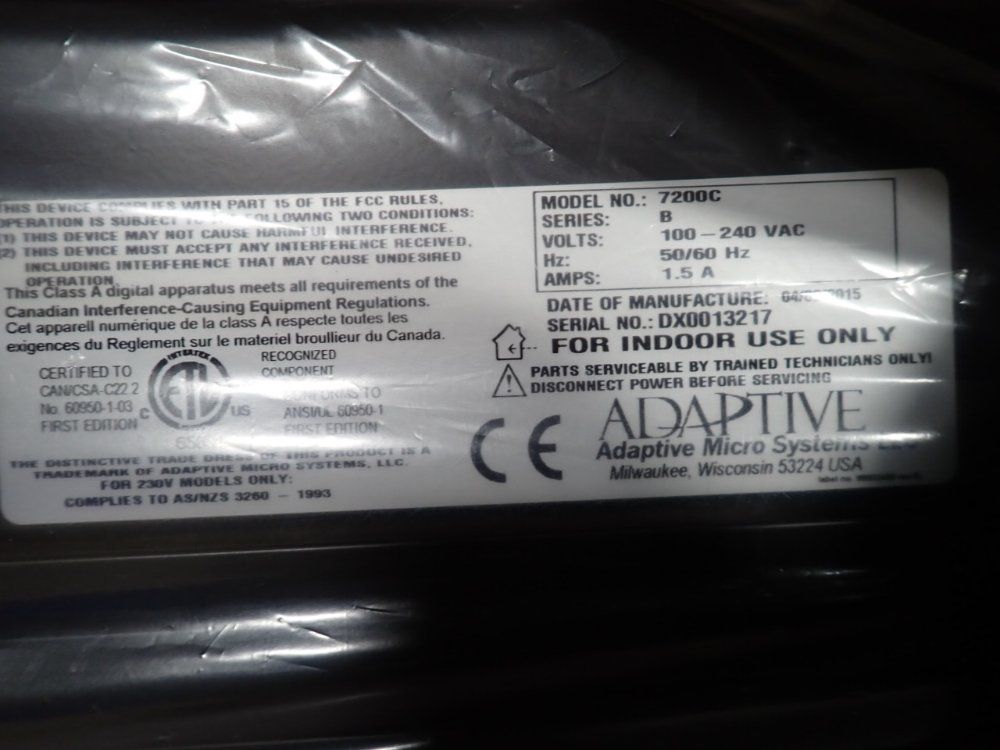 THIS DEVICE COMPLIES WITH PART 15 OF THE FCC RULES.
OPERATION IS SUBJECT TO THE FOLLOWING TWO CONDITIONS:
(1) THIS DEVICE MAY NOT CAUSE HARMFUL INTERFERENCE.
(2) THIS DEVICE MUST ACCEPT ANY INTERFERENCE RECEIVED,
INCLUDING INTERFERENCE THAT MAY CAUSE UNDESIRED
OPERATION.
This Class A digital apparatus meets all requirements of the
Canadian Interference-Causing Equipment Regulations.
Cet appareil numérique de la class A respecte toutes les
exigences du Reglement sur le materiel broullieur du Canada.
CERTIFIED TO
CAN/CSA-C22 2
No. 60950-1-03
FIRST EDITION
INTERTEK
C ETL US
RECOGNIZED
COMPONENT
CONFORMS TO
ANSI/UL 60950-1
FIRST EDITION
THE DISTINCTIVE TRADE DRESS OF THIS PRODUCT IS A
TRADEMARK OF ADAPTIVE MICRO SYSTEMS, LLC.
FOR 230V MODELS ONLY:
COMPLIES TO AS/NZS 3260 - 1993
MODEL NO.: 7200C
SERIES: B
VOLTS: 100-240 VAC
Hz: 50/60 Hz
AMPS: 1.5 A
DATE OF MANUFACTURE: 2015
SERIAL NO.: DX0013217
FOR INDOOR USE ONLY
PARTS SERVICEABLE BY TRAINED TECHNICIANS ONLY!
DISCONNECT POWER BEFORE SERVICING
CE
ADAPTIVE
Adaptive Micro Systems
Milwaukee, Wisconsin 53224 USA
label no.